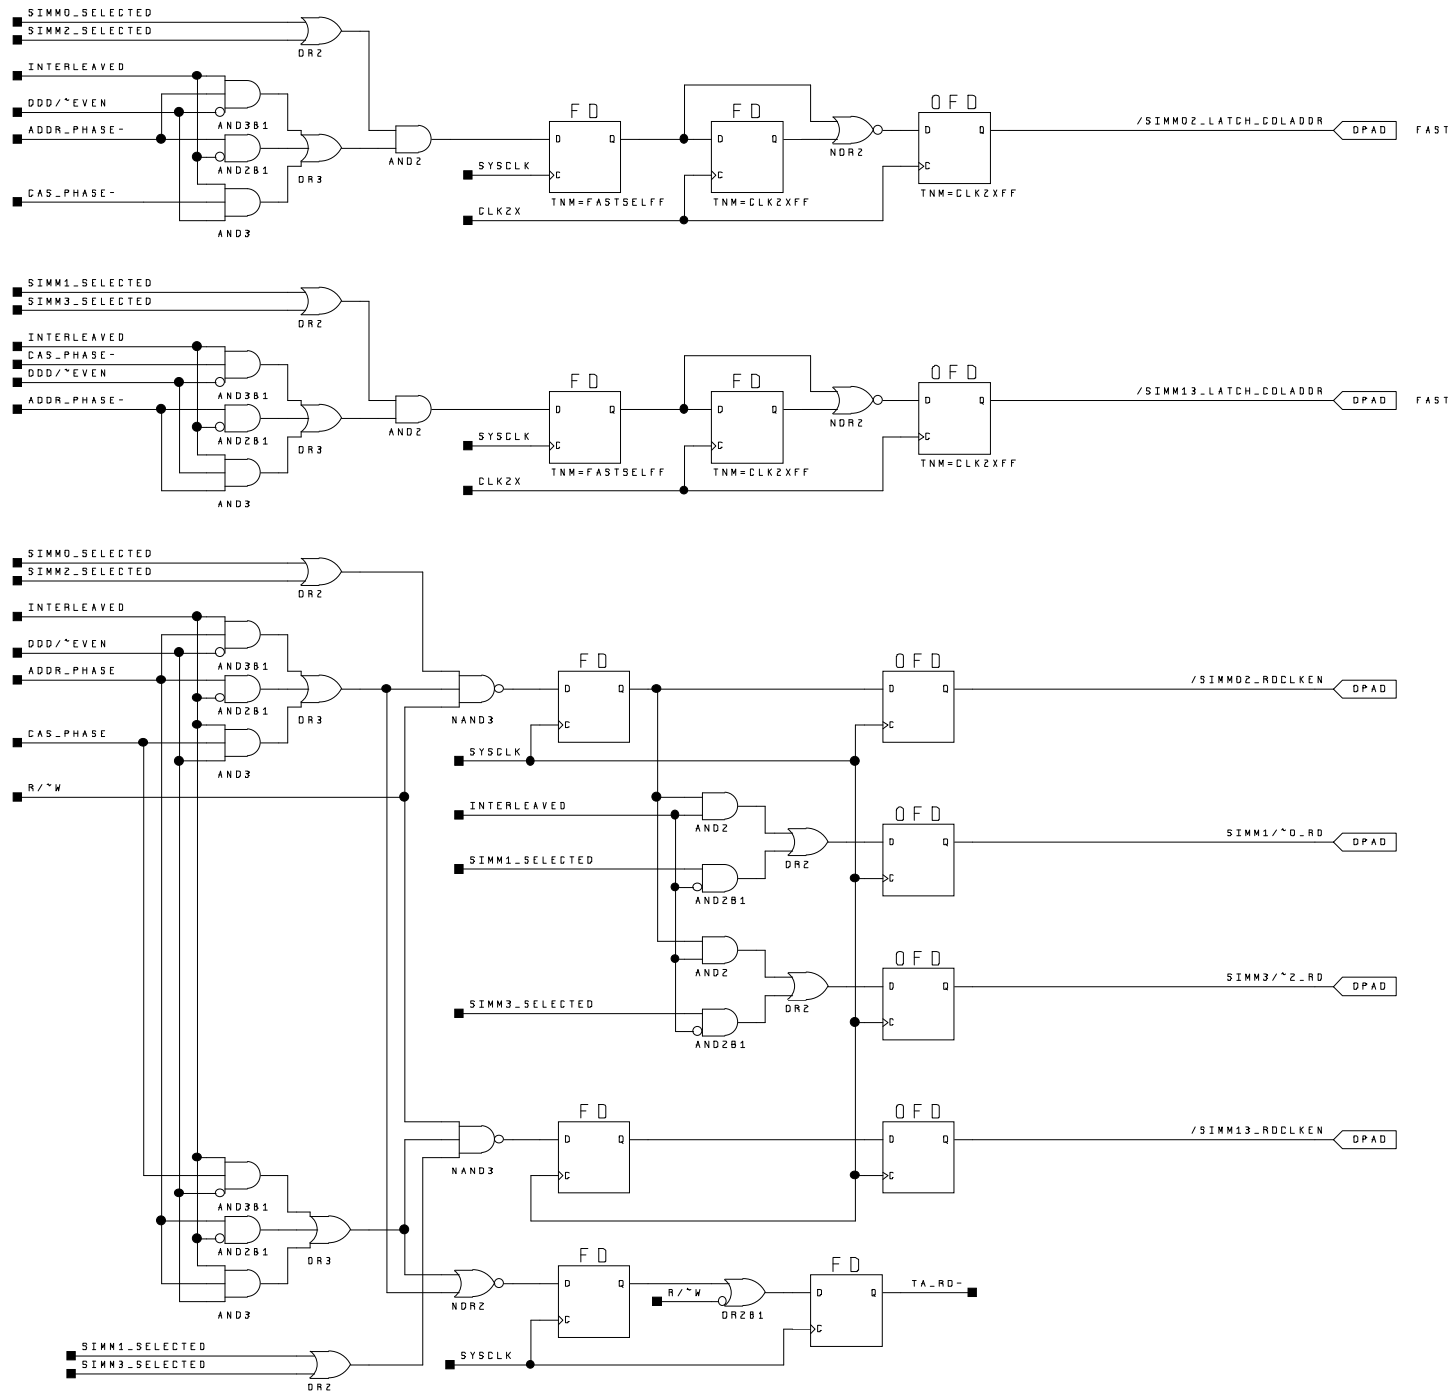 SIMM0_SELECTED
SIMM2_SELECTED
OR2
INTERLEAVED
ODD/~EVEN
ADDR_PHASE-
CAS_PHASE-
AND3B1
AND2B1
AND3
OR3
AND2
SYSCLK
CLK2X
FD
D Q
C
TNM=FASTSELFF
FD
D Q
C
TNM=CLK2XFF
NOR2
OFD
D Q
C
TNM=CLK2XFF
/SIMM02_LATCH_COLADDR
OPAD
FAST
SIMM1_SELECTED
SIMM3_SELECTED
OR2
INTERLEAVED
CAS_PHASE-
ODD/~EVEN
ADDR_PHASE-
AND3B1
AND2B1
AND3
OR3
AND2
SYSCLK
CLK2X
FD
D Q
C
TNM=FASTSELFF
FD
D Q
C
TNM=CLK2XFF
NOR2
OFD
D Q
C
TNM=CLK2XFF
/SIMM13_LATCH_COLADDR
OPAD
FAST
SIMM0_SELECTED
SIMM2_SELECTED
OR2
INTERLEAVED
ODD/~EVEN
ADDR_PHASE
CAS_PHASE
R/~W
AND3B1
AND2B1
AND3
OR3
NAND3
SYSCLK
FD
D Q
C
OFD
D Q
C
/SIMM02_RDCLKEN
OPAD
INTERLEAVED
AND2
SIMM1_SELECTED
AND2B1
OR2
OFD
D Q
C
SIMM1/~0_RD
OPAD
AND2
SIMM3_SELECTED
AND2B1
OR2
OFD
D Q
C
SIMM3/~2_RD
OPAD
NAND3
FD
D Q
C
OFD
D Q
C
/SIMM13_RDCLKEN
OPAD
AND3B1
AND2B1
AND3
OR3
NOR2
FD
D Q
C
R/~W
OR2B1
FD
D Q
C
TA_RD-
SIMM1_SELECTED
SIMM3_SELECTED
OR2
SYSCLK